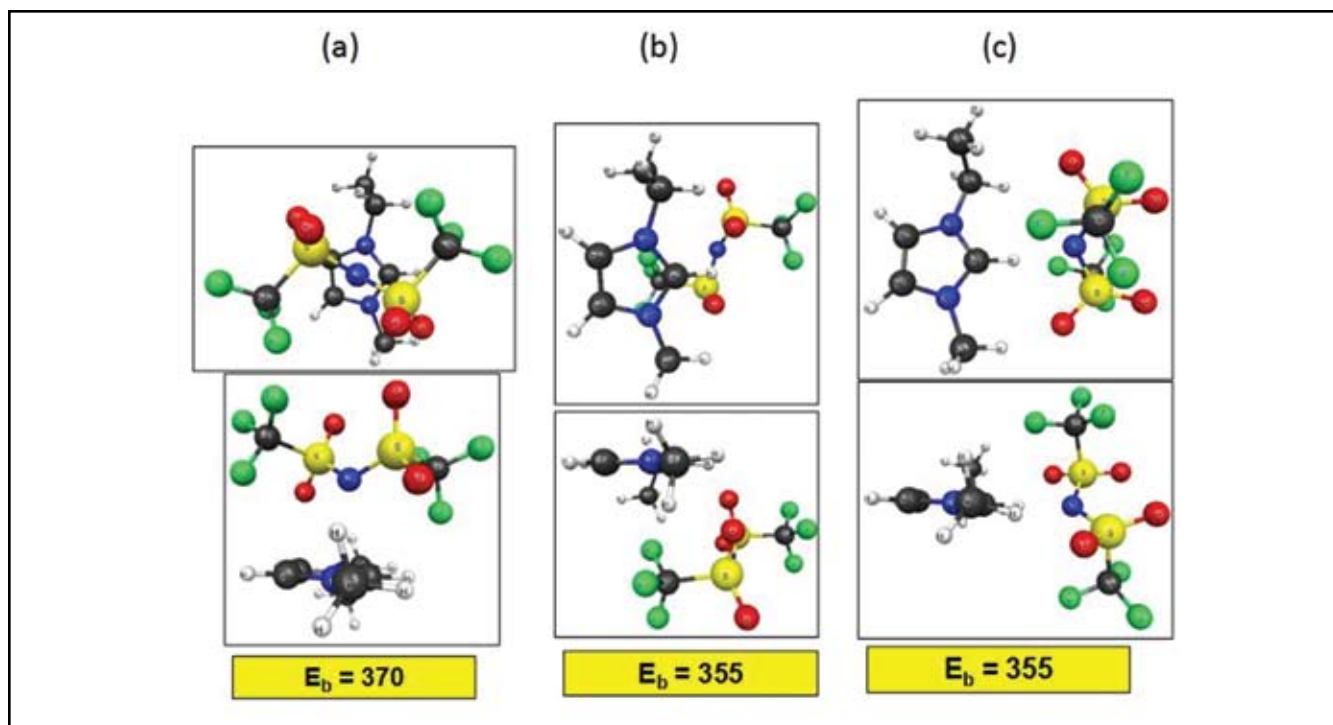 (a)
(b)
(c)
E_b = 370
E_b = 355
E_b = 355